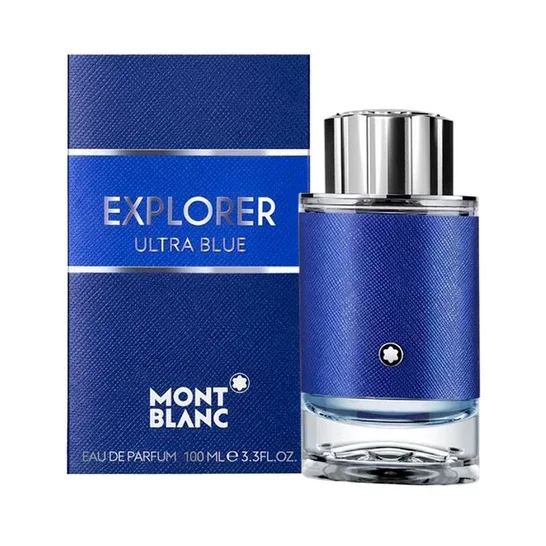 EXPLORER
ULTRA BLUE
MONT
BLANC
EAU DE PARFUM 100 ML ℮ 3.3FL.OZ.